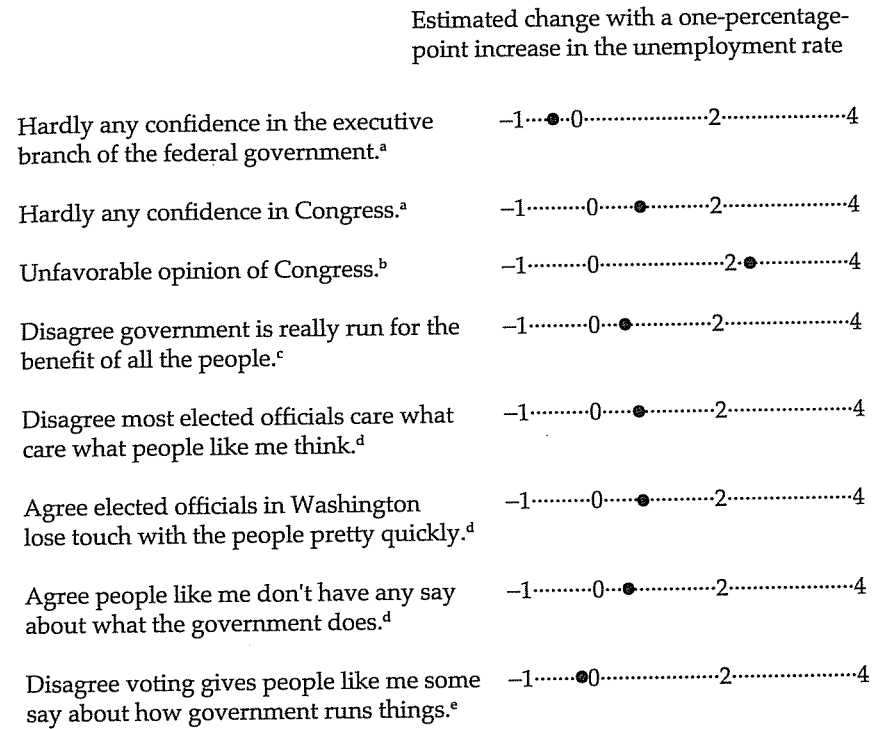 Estimated change with a one-percentage-
point increase in the unemployment rate
Hardly any confidence in the executive
branch of the federal government.ᵃ
–1 0 2 4
Hardly any confidence in Congress.ᵃ
–1 0 2 4
Unfavorable opinion of Congress.ᵇ
–1 0 2 4
Disagree government is really run for the
benefit of all the people.ᶜ
–1 0 2 4
Disagree most elected officials care what
care what people like me think.ᵈ
–1 0 2 4
Agree elected officials in Washington
lose touch with the people pretty quickly.ᵈ
–1 0 2 4
Agree people like me don't have any say
about what the government does.ᵈ
–1 0 2 4
Disagree voting gives people like me some
say about how government runs things.ᵉ
–1 0 2 4